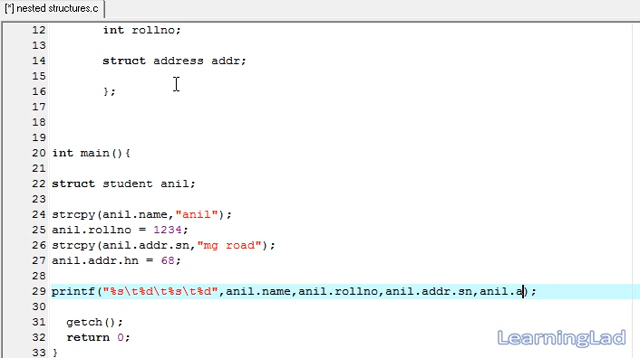 [*] nested structures.c
12 int rollno;
13
14 struct address addr;
15
16 };
17
18
19
20 int main(){
21
22 struct student anil;
23
24 strcpy(anil.name,"anil");
25 anil.rollno = 1234;
26 strcpy(anil.addr.sn,"mg road");
27 anil.addr.hn = 68;
28
29 printf("%s\t%d\t%s\t%d",anil.name,anil.rollno,anil.addr.sn,anil.a);
30
31 getch();
32 return 0;
33 }
LearningLad